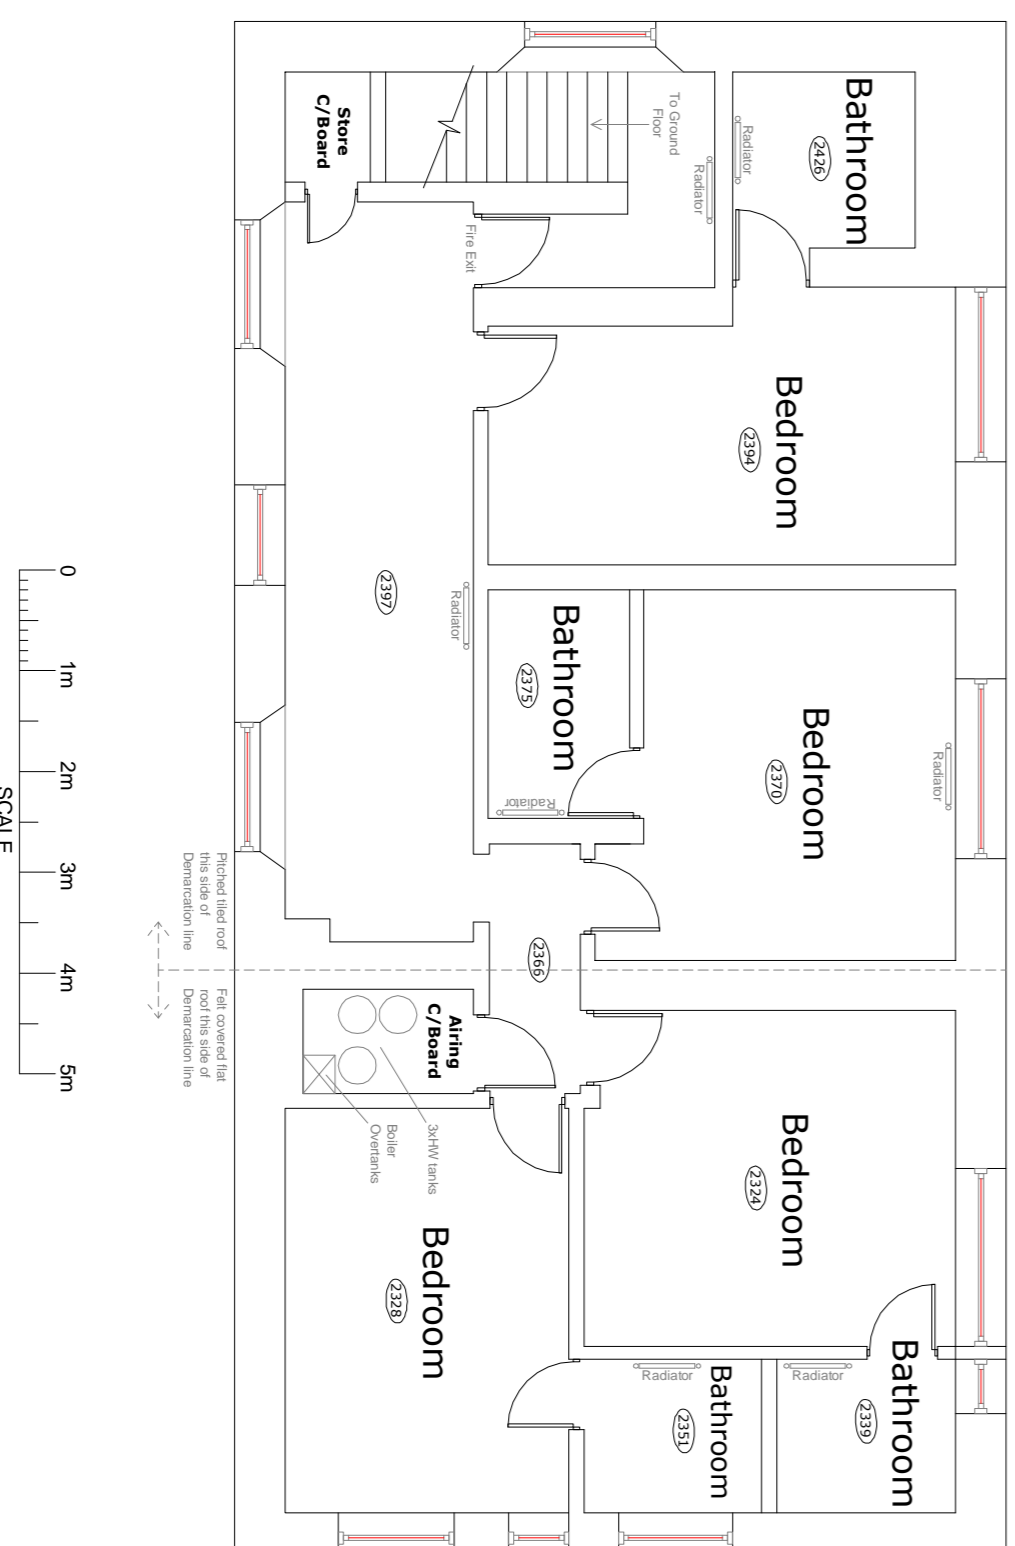 Bathroom
2426
Radiator
To Ground
Floor
Radiator
Store
C/Board
Fire Exit
Bedroom
2394
2397
Radiator
Bathroom
2375
Radiator
Bedroom
2370
Radiator
2366
Pitched tiled roof
this side of
Demarcation line
Felt covered flat
roof this side of
Demarcation line
Airing
C/Board
3xHW tanks
Boiler
Overtanks
Bedroom
2324
Bedroom
2328
Bathroom
2339
Radiator
Bathroom
2351
Radiator
0
1m
2m
3m
4m
5m
SCALE